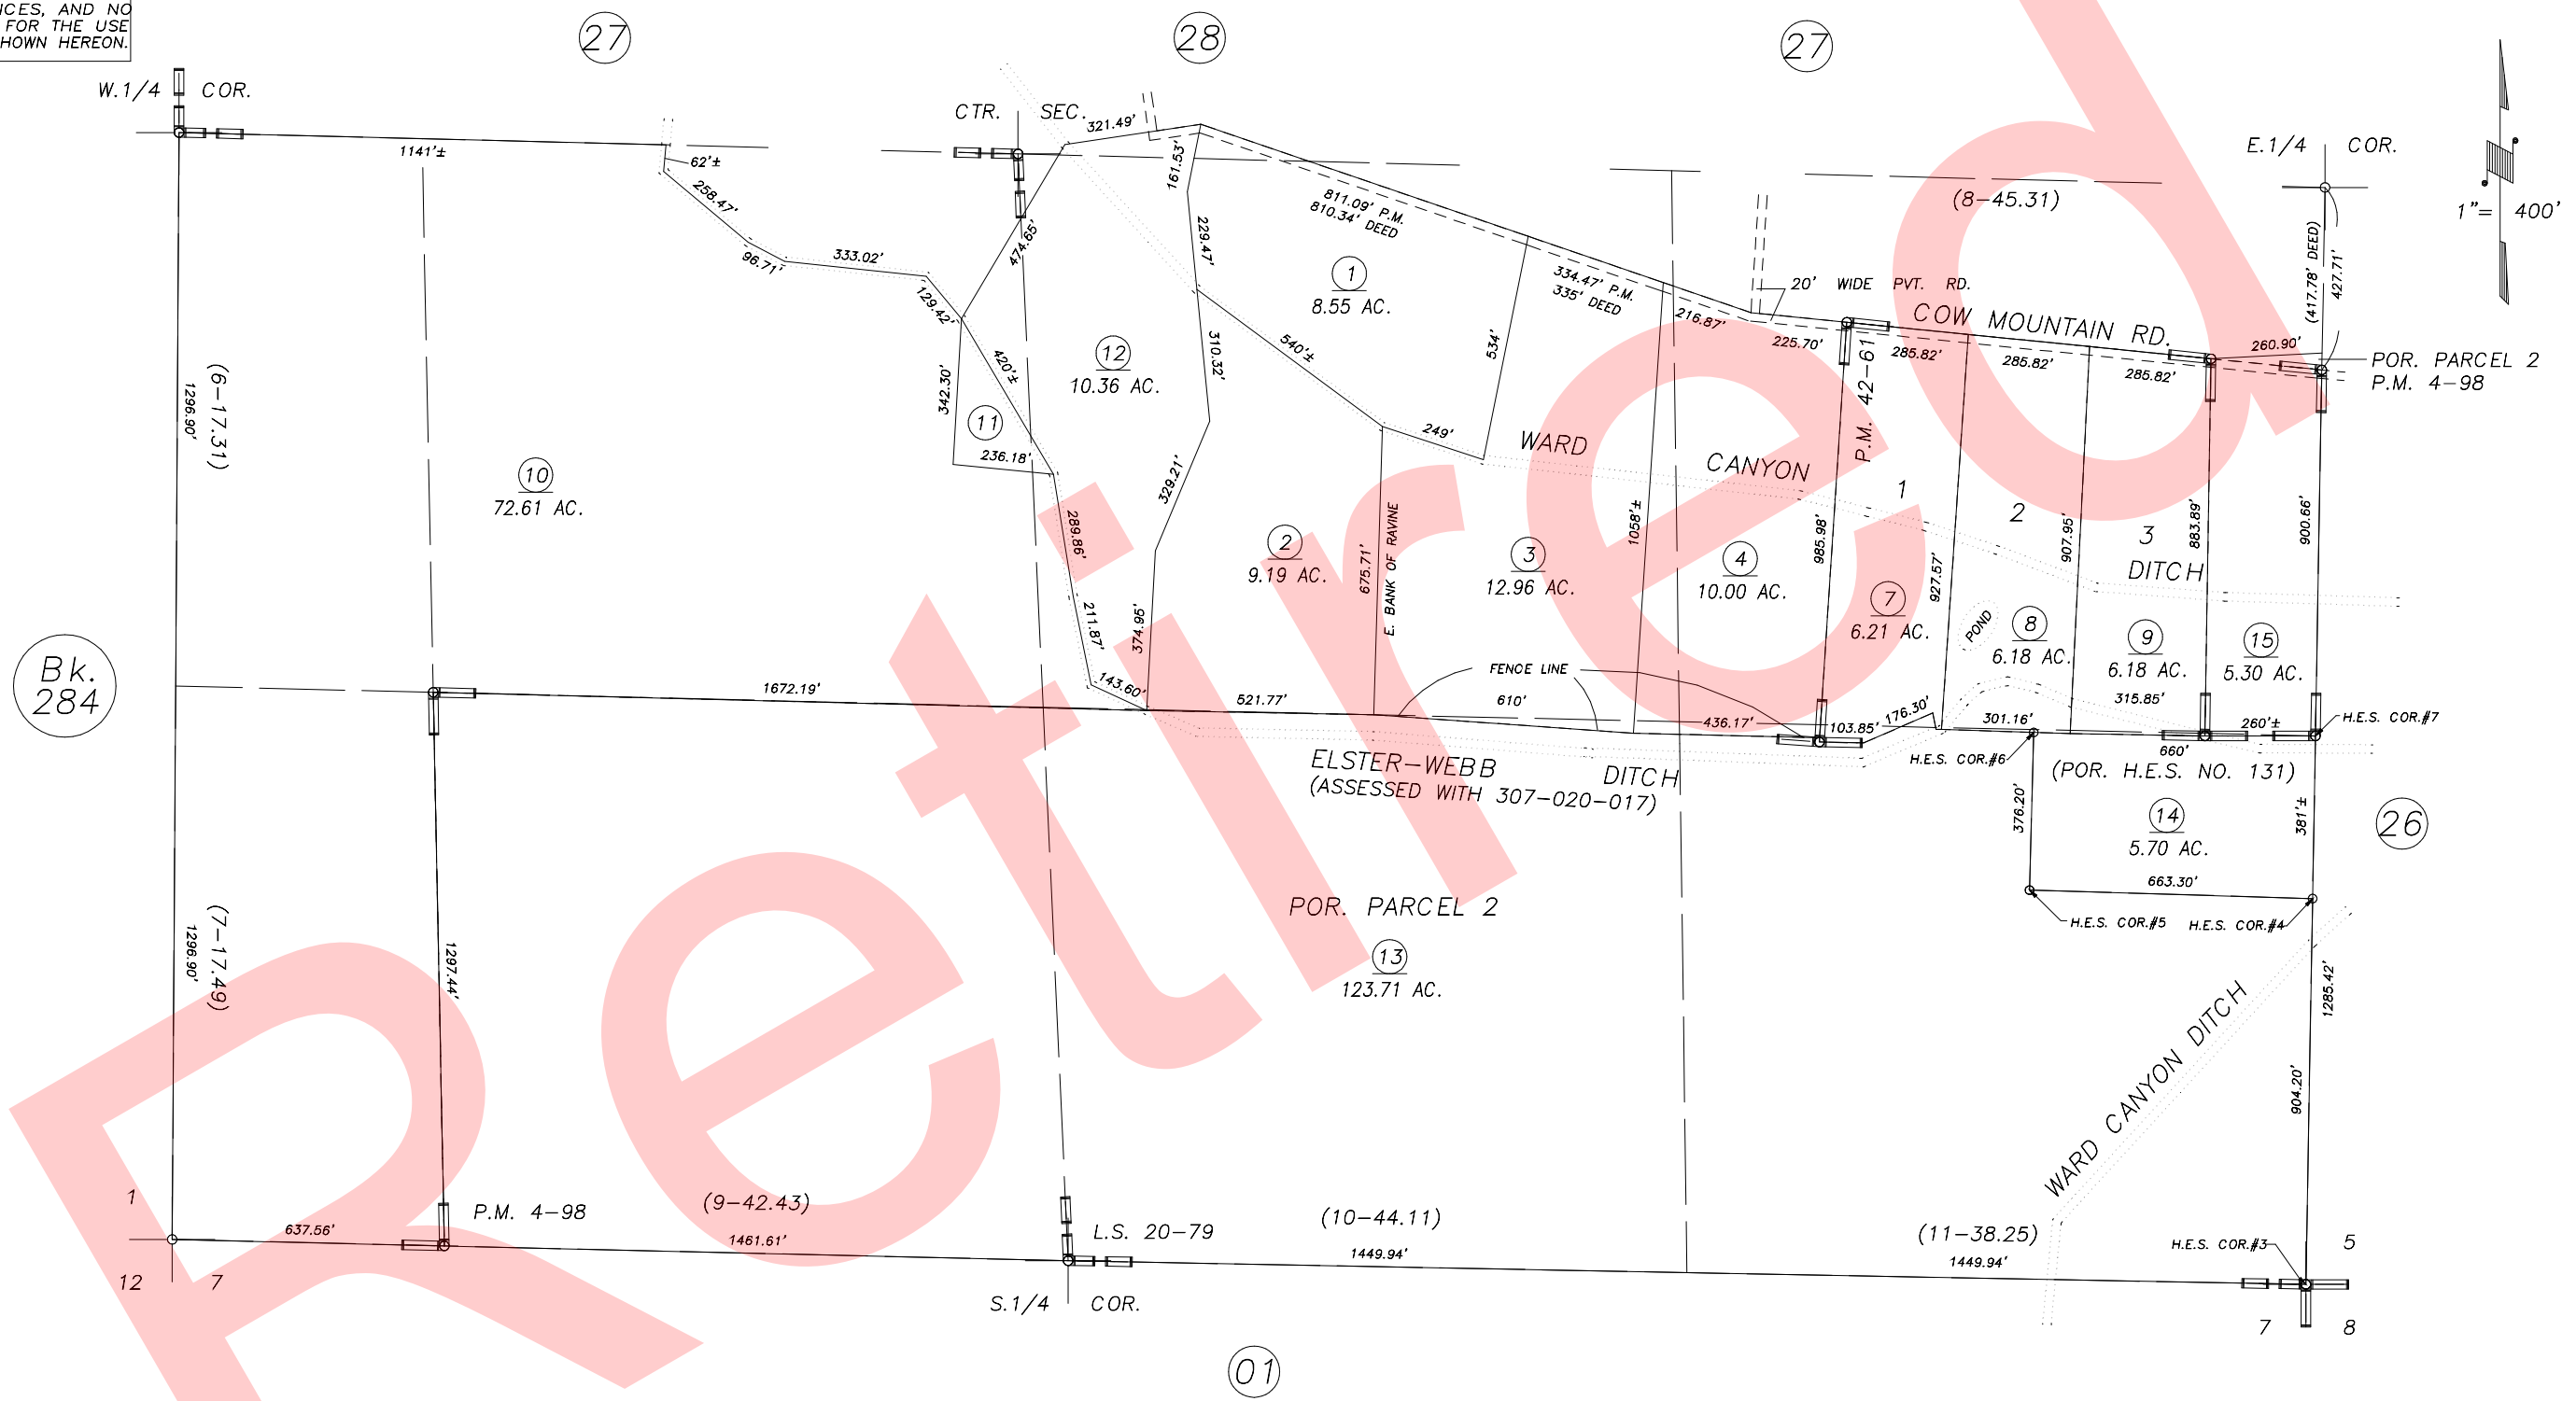 ICES, AND NO
FOR THE USE
HOWN HEREON.
27
28
27
W.1/4 COR.
CTR. SEC.
E.1/4 COR.
1"= 400'
1141'±
62'±
258.47'
96.71'
333.02'
129.42'
321.49'
161.53'
474.65'
229.47'
811.09' P.M.
810.34' DEED
334.47' P.M.
335' DEED
216.87'
(8-45.31)
20' WIDE PVT. RD.
COW MOUNTAIN RD.
225.70'
285.82'
285.82'
285.82'
260.90'
(417.78' DEED)
427.71'
POR. PARCEL 2
P.M. 4-98
P.M. 42-61
1
8.55 AC.
12
10.36 AC.
310.32'
540'±
534'
249'
342.30'
420'±
11
236.18'
(6-17.31)
1296.90'
10
72.61 AC.
329.21'
289.86'
211.87'
374.95'
143.60'
2
9.19 AC.
675.71'
E. BANK OF RAVINE
3
12.96 AC.
1058'±
WARD CANYON DITCH
4
10.00 AC.
985.98'
1
2
3
7
6.21 AC.
927.57'
POND
8
6.18 AC.
907.95'
9
6.18 AC.
883.89'
15
5.30 AC.
900.66'
Bk.
284
1672.19'
521.77'
FENCE LINE
610'
436.17'
103.85'
176.30'
301.16'
315.85'
260'±
H.E.S. COR.#7
H.E.S. COR.#6
660'
(POR. H.E.S. NO. 131)
ELSTER-WEBB DITCH
(ASSESSED WITH 307-020-017)
376.20'
14
5.70 AC.
381'±
26
663.30'
H.E.S. COR.#5
H.E.S. COR.#4
POR. PARCEL 2
13
123.71 AC.
(7-17.49)
1296.90'
1297.44'
1285.42'
904.20'
WARD CANYON DITCH
1
12
7
637.56'
P.M. 4-98
(9-42.43)
1461.61'
L.S. 20-79
S.1/4 COR.
(10-44.11)
1449.94'
(11-38.25)
1449.94'
H.E.S. COR.#3
5
7
8
01
Retired